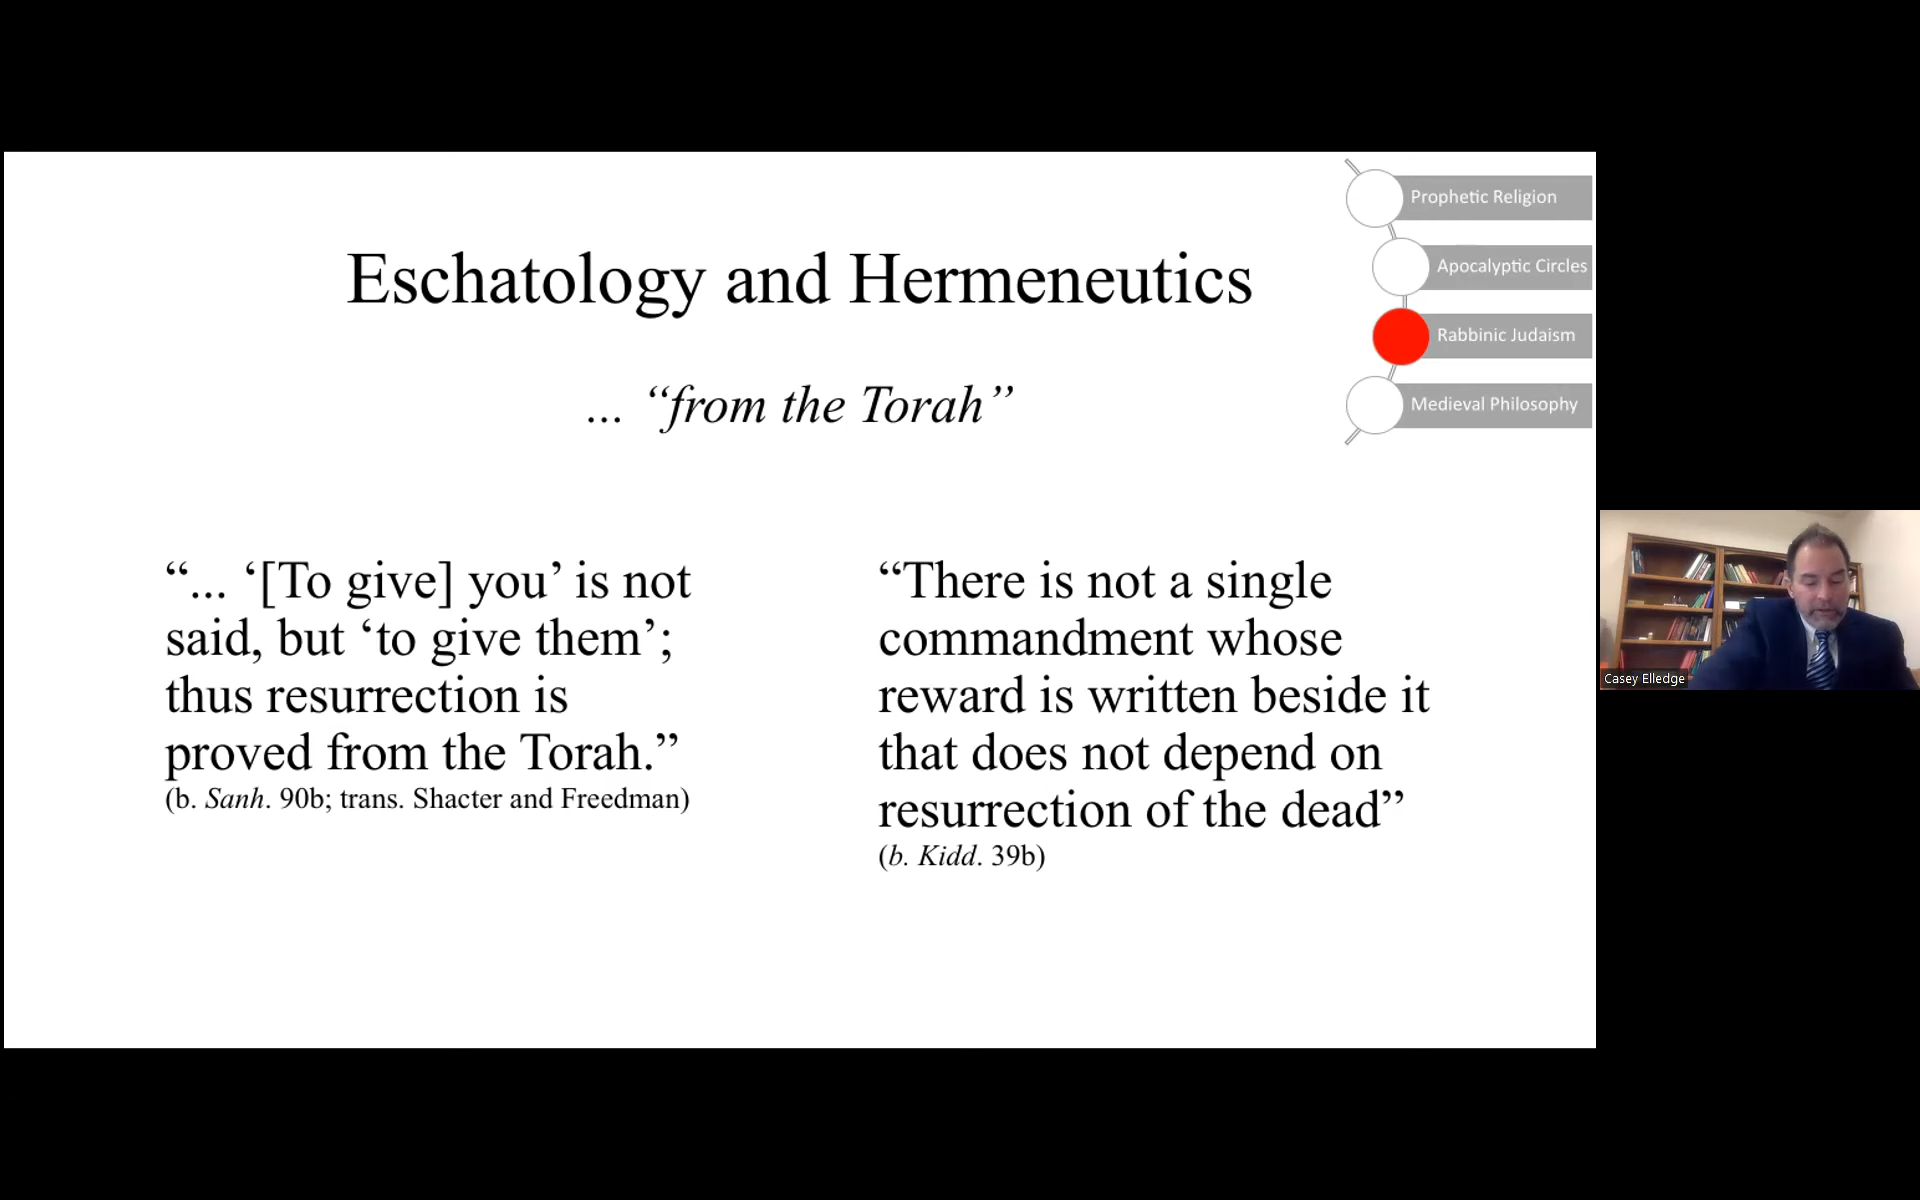 Eschatology and Hermeneutics
... “from the Torah”
Prophetic Religion
Apocalyptic Circles
Rabbinic Judaism
Medieval Philosophy
“... ‘[To give] you’ is not
said, but ‘to give them’;
thus resurrection is
proved from the Torah.”
(b. Sanh. 90b; trans. Shacter and Freedman)
“There is not a single
commandment whose
reward is written beside it
that does not depend on
resurrection of the dead”
(b. Kidd. 39b)
Casey Elledge